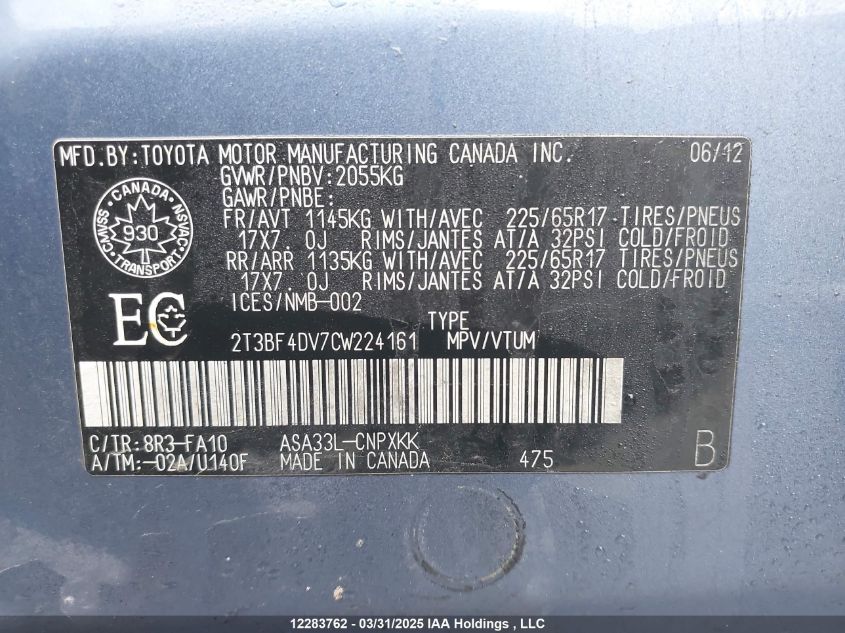 MFD.BY:TOYOTA MOTOR MANUFACTURING CANADA INC. 06/12
GVWR/PNBV:2055KG
GAWR/PNBE:
FR/AVT 1145KG WITH/AVEC 225/65R17 TIRES/PNEUS
17X7.0J RIMS/JANTES AT/A 32PSI COLD/FROID
RR/ARR 1135KG WITH/AVEC 225/65R17 TIRES/PNEUS
17X7.0J RIMS/JANTES AT/A 32PSI COLD/FROID
ICES/NMB-002
CANADA
CMVSS
930
NSVAC
TRANSPORT
EC
TYPE
2T3BF4DV7CW224161 MPV/VTUM
C/TR:8R3-FA10 ASA33L-CNPXKK
A/TM:-02A/U140F MADE IN CANADA 475 B
12283762 - 03/31/2025 IAA Holdings , LLC